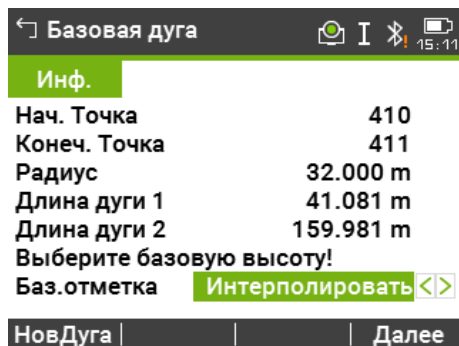 Базовая дуга
15:11
Инф.
Нач. Точка 410
Конеч. Точка 411
Радиус 32.000 m
Длина дуги 1 41.081 m
Длина дуги 2 159.981 m
Выберите базовую высоту!
Баз.отметка Интерполировать
НовДуга Далее